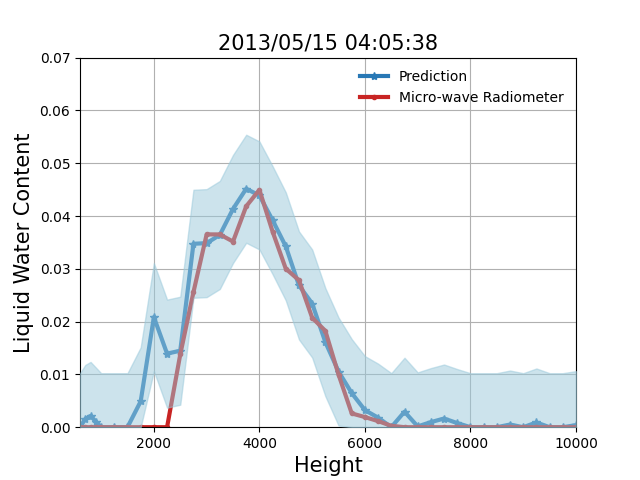 2013/05/15 04:05:38
Prediction
Micro-wave Radiometer
Liquid Water Content
0.07
0.06
0.05
0.04
0.03
0.02
0.01
0.00
2000 4000 6000 8000 10000
Height